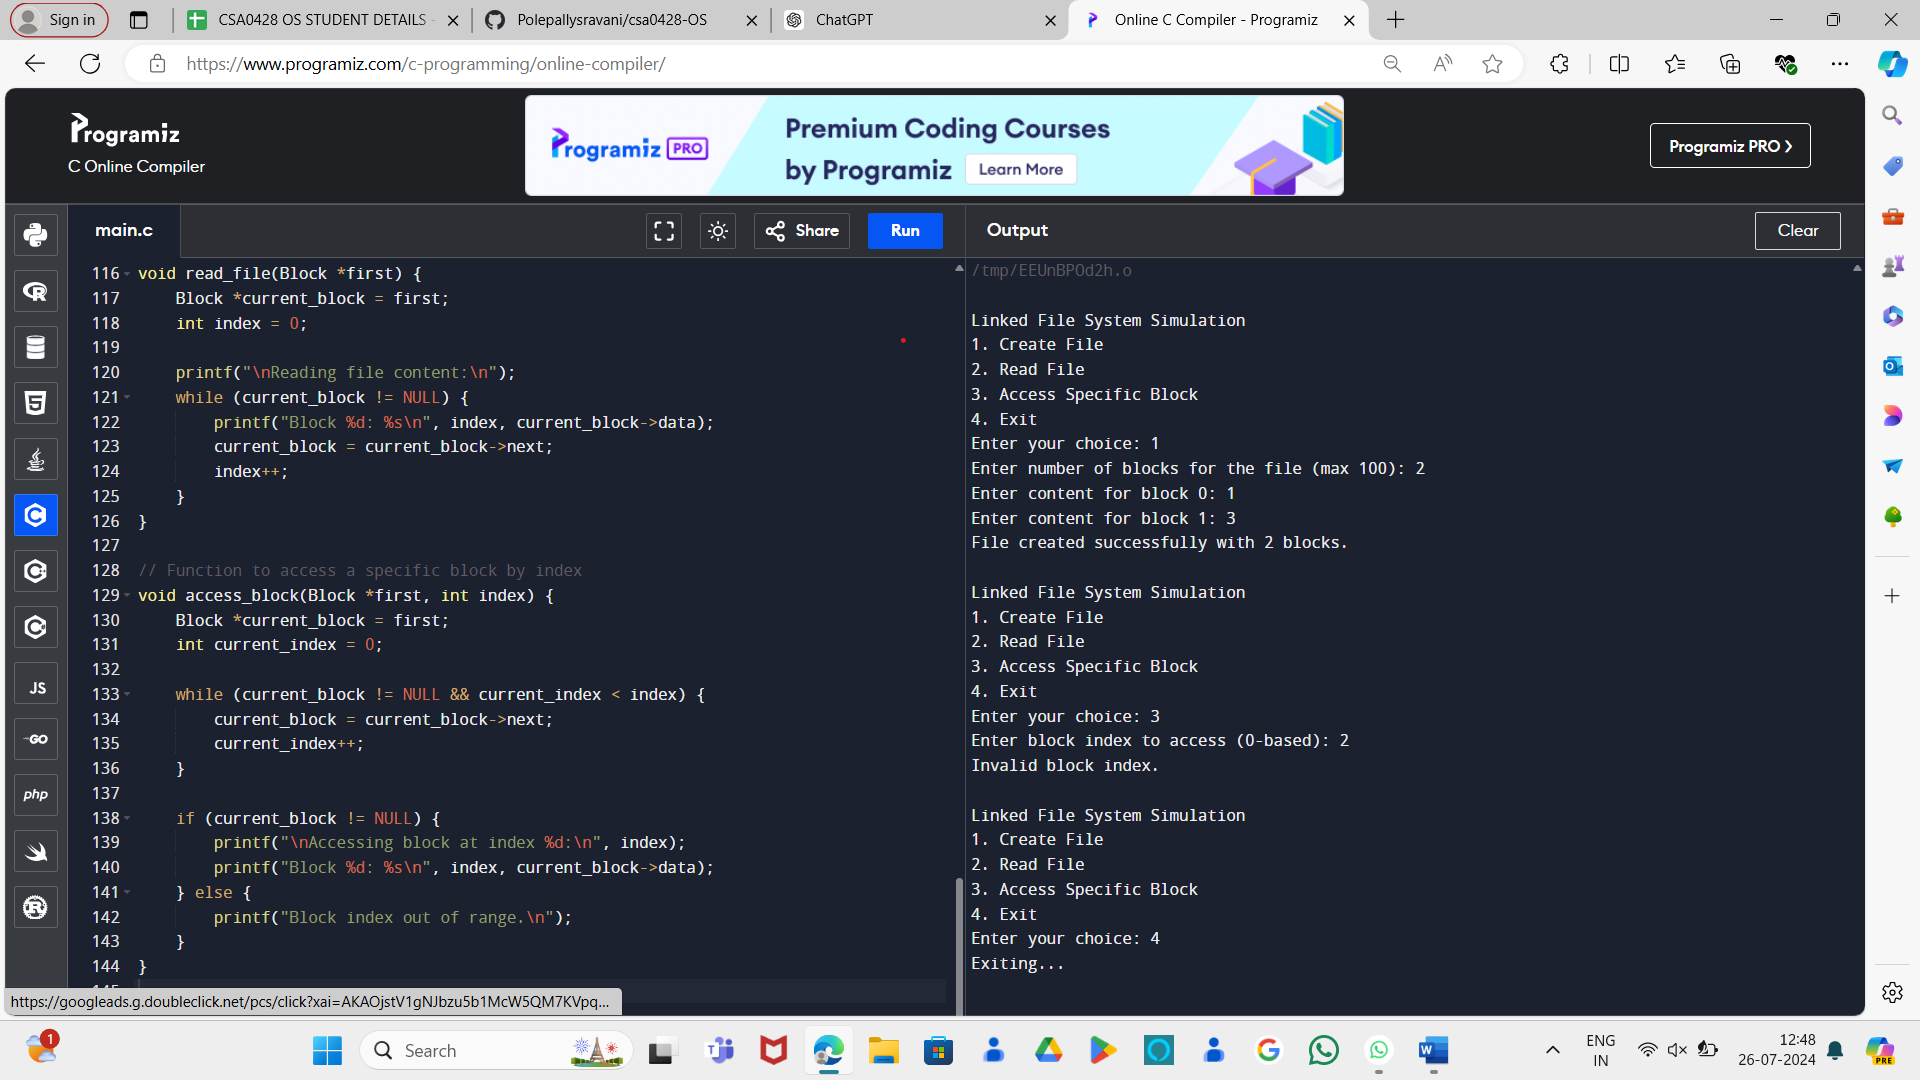 Sign in
CSA0428 OS STUDENT DETAILS -
Polepallysravani/csa0428-OS
ChatGPT
Online C Compiler - Programiz
https://www.programiz.com/c-programming/online-compiler/
Programiz
C Online Compiler
Programiz PRO
Premium Coding Courses
by Programiz
Learn More
Programiz PRO
main.c
Share
Run
Output
Clear
116 void read_file(Block *first) {
117 Block *current_block = first;
118 int index = 0;
119
120 printf("\nReading file content:\n");
121 while (current_block != NULL) {
122 printf("Block %d: %s\n", index, current_block->data);
123 current_block = current_block->next;
124 index++;
125 }
126 }
127
128 // Function to access a specific block by index
129 void access_block(Block *first, int index) {
130 Block *current_block = first;
131 int current_index = 0;
132
133 while (current_block != NULL && current_index < index) {
134 current_block = current_block->next;
135 current_index++;
136 }
137
138 if (current_block != NULL) {
139 printf("\nAccessing block at index %d:\n", index);
140 printf("Block %d: %s\n", index, current_block->data);
141 } else {
142 printf("Block index out of range.\n");
143 }
144 }
145
/tmp/EEUnBPOd2h.o
Linked File System Simulation
1. Create File
2. Read File
3. Access Specific Block
4. Exit
Enter your choice: 1
Enter number of blocks for the file (max 100): 2
Enter content for block 0: 1
Enter content for block 1: 3
File created successfully with 2 blocks.
Linked File System Simulation
1. Create File
2. Read File
3. Access Specific Block
4. Exit
Enter your choice: 3
Enter block index to access (0-based): 2
Invalid block index.
Linked File System Simulation
1. Create File
2. Read File
3. Access Specific Block
4. Exit
Enter your choice: 4
Exiting...
JS
GO
php
https://googleads.g.doubleclick.net/pcs/click?xai=AKAOjstV1gNJbzu5b1McW5QM7KVpq...
1
Search
ENG
IN
12:48
26-07-2024
PRE